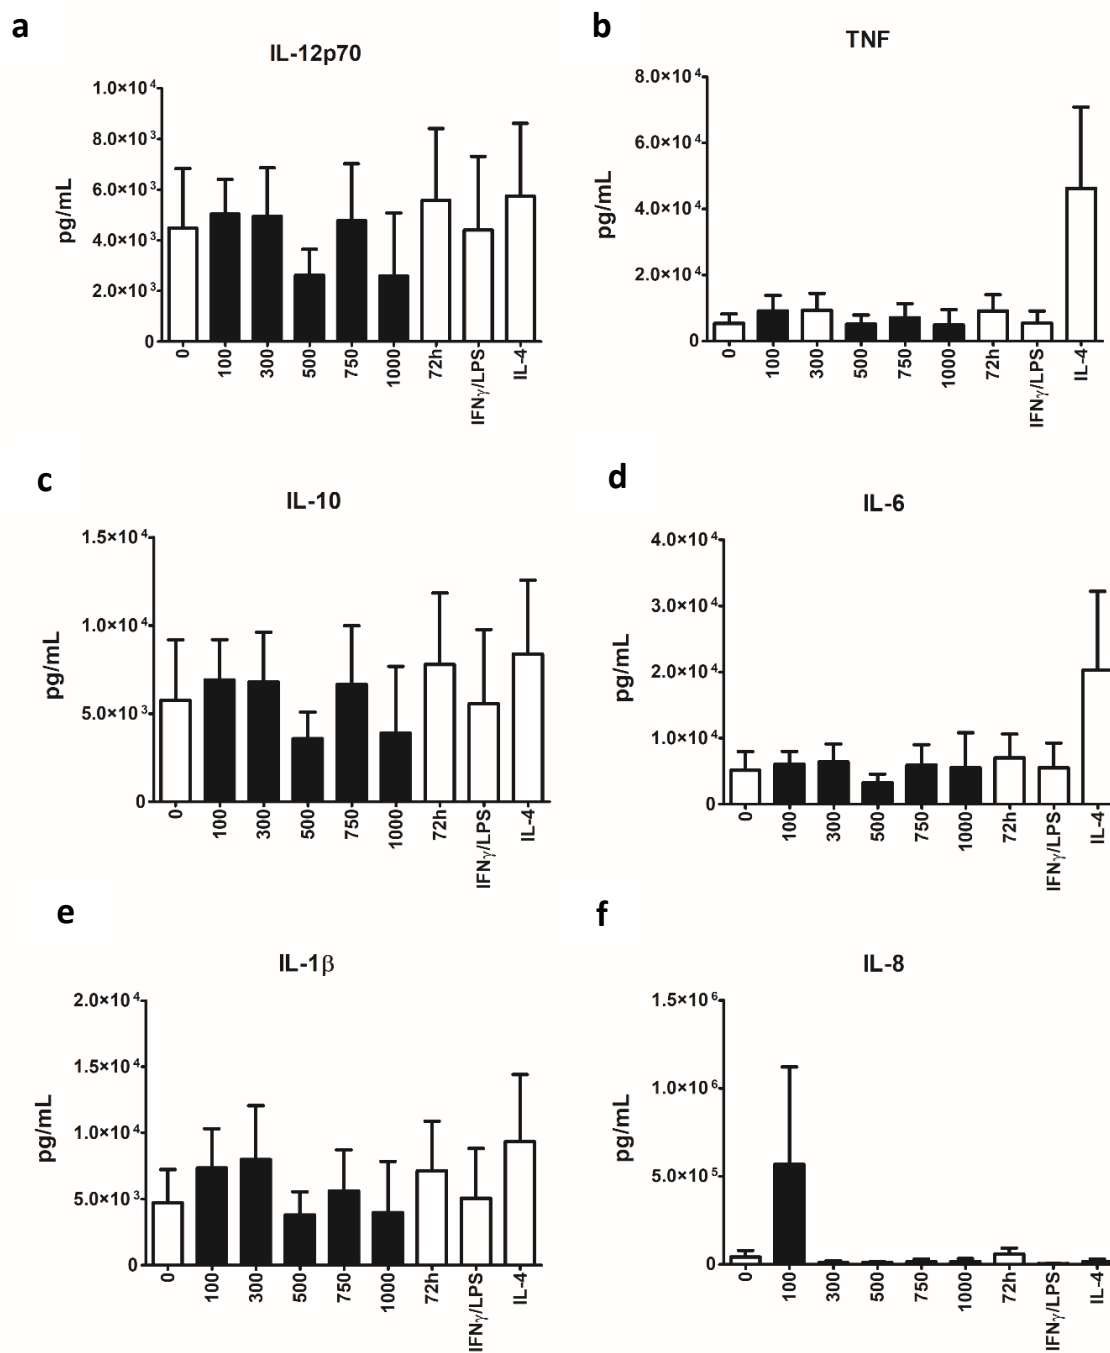 a
IL-12p70
pg/mL
1.0×10⁴
8.0×10³
6.0×10³
4.0×10³
2.0×10³
0
0
100
300
500
750
1000
72h
IFNγ/LPS
IL-4
b
TNF
pg/mL
8.0×10⁴
6.0×10⁴
4.0×10⁴
2.0×10⁴
0
0
100
300
500
750
1000
72h
IFNγ/LPS
IL-4
c
IL-10
pg/mL
1.5×10⁴
1.0×10⁴
5.0×10³
0
0
100
300
500
750
1000
72h
IFNγ/LPS
IL-4
d
IL-6
pg/mL
4.0×10⁴
3.0×10⁴
2.0×10⁴
1.0×10⁴
0
0
100
300
500
750
1000
72h
IFNγ/LPS
IL-4
e
IL-1β
pg/mL
2.0×10⁴
1.5×10⁴
1.0×10⁴
5.0×10³
0
0
100
300
500
750
1000
72h
IFNγ/LPS
IL-4
f
IL-8
pg/mL
1.5×10⁶
1.0×10⁶
5.0×10⁵
0
0
100
300
500
750
1000
72h
IFNγ/LPS
IL-4